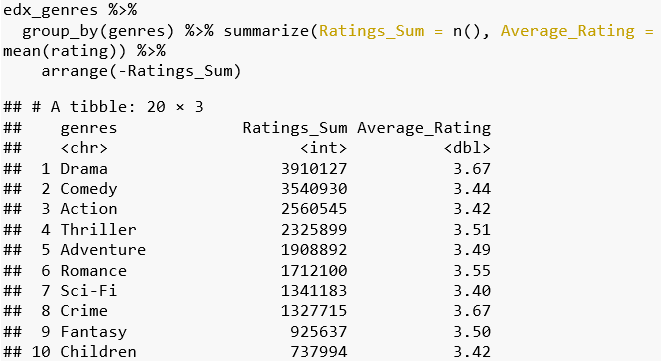 edx_genres %>%
group_by(genres) %>% summarize(Ratings_Sum = n(), Average_Rating =
mean(rating)) %>%
arrange(-Ratings_Sum)
## # A tibble: 20 × 3
## genres Ratings_Sum Average_Rating
## <chr> <int> <dbl>
## 1 Drama 3910127 3.67
## 2 Comedy 3540930 3.44
## 3 Action 2560545 3.42
## 4 Thriller 2325899 3.51
## 5 Adventure 1908892 3.49
## 6 Romance 1712100 3.55
## 7 Sci-Fi 1341183 3.40
## 8 Crime 1327715 3.67
## 9 Fantasy 925637 3.50
## 10 Children 737994 3.42